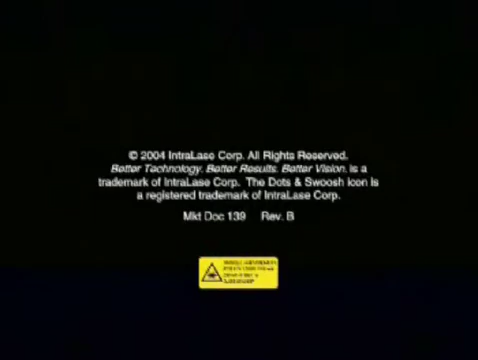 © 2004 IntraLase Corp. All Rights Reserved.
Better Technology. Better Results. Better Vision. is a
trademark of IntraLase Corp. The Dots & Swoosh icon is
a registered trademark of IntraLase Corp.
Mkt Doc 139 Rev. B